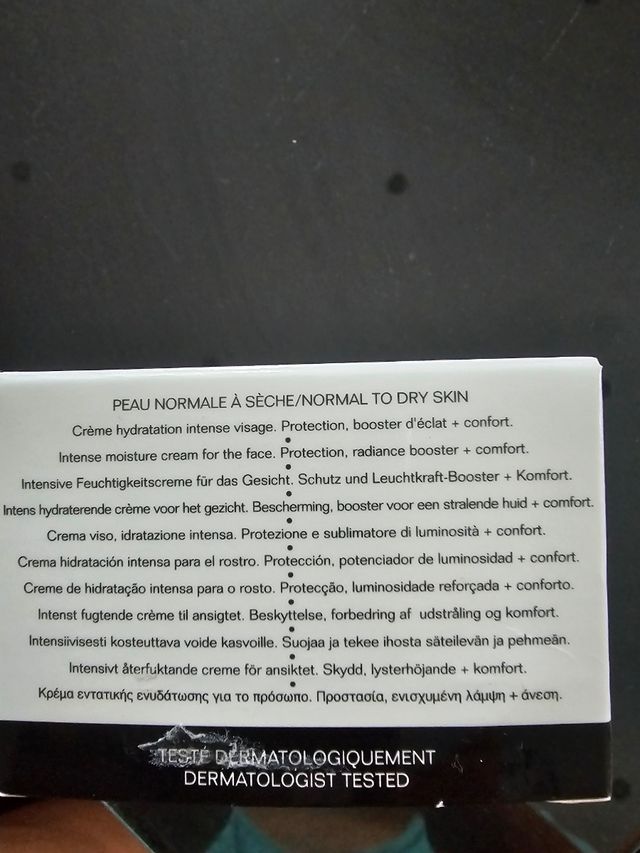 PEAU NORMALE À SÈCHE/NORMAL TO DRY SKIN
Crème hydratation intense visage. Protection, booster d'éclat + confort.
•
Intense moisture cream for the face. Protection, radiance booster + comfort.
•
Intensive Feuchtigkeitscreme für das Gesicht. Schutz und Leuchtkraft-Booster + Komfort.
•
Intens hydraterende crème voor het gezicht. Bescherming, booster voor een stralende huid + comfort.
•
Crema viso, idratazione intensa. Protezione e sublimatore di luminosità + confort.
•
Crema hidratación intensa para el rostro. Protección, potenciador de luminosidad + confort.
•
Creme de hidratação intensa para o rosto. Protecção, luminosidade reforçada + conforto.
•
Intenst fugtende crème til ansigtet. Beskyttelse, forbedring af udstråling og komfort.
•
Intensiivisesti kosteuttava voide kasvoille. Suojaa ja tekee ihosta säteilevän ja pehmeän.
•
Intensivt återfuktande creme för ansiktet. Skydd, lysterhöjande + komfort.
•
Κρέμα εντατικής ενυδάτωσης για το πρόσωπο. Προστασία, ενισχυμένη λάμψη + άνεση.
TESTÉ DERMATOLOGIQUEMENT
DERMATOLOGIST TESTED